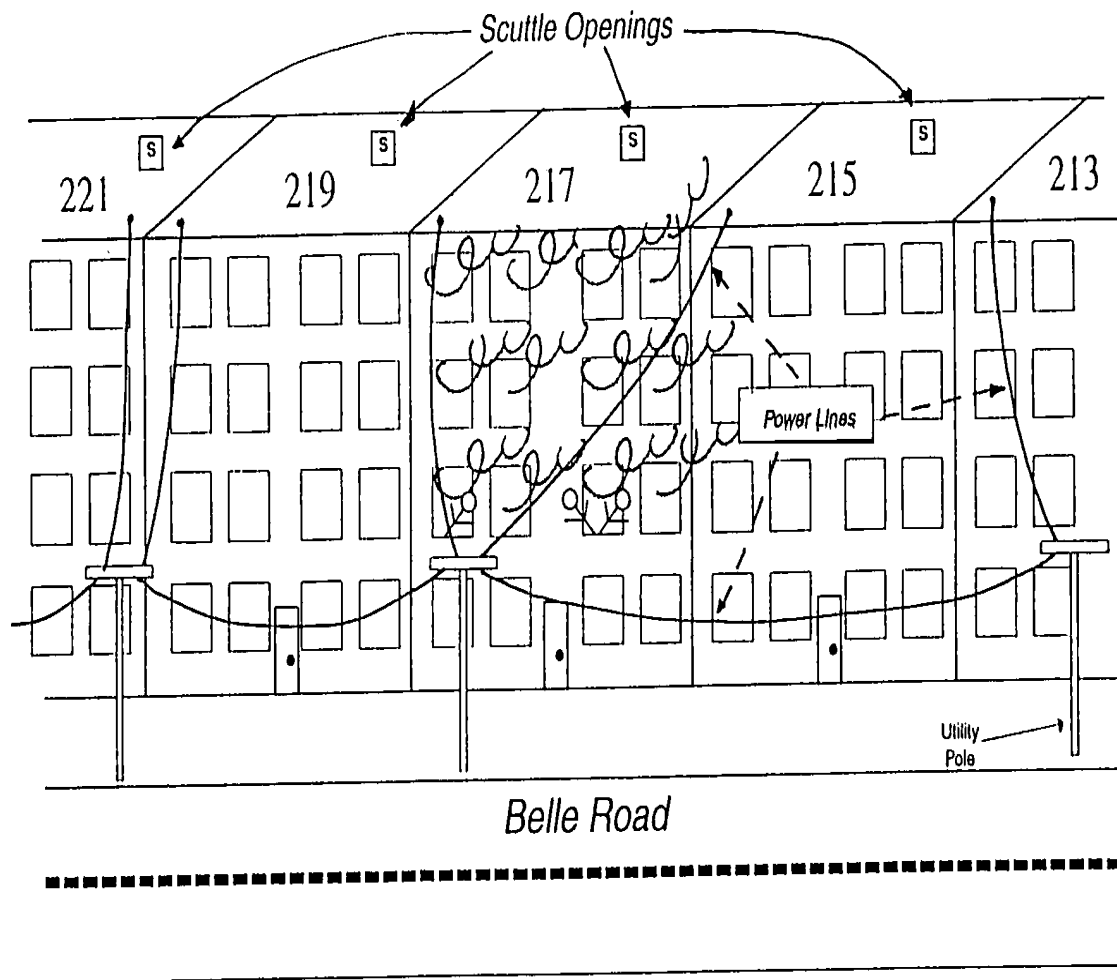 Scuttle Openings
S
S
S
S
221
219
217
215
213
Power Lines
Utility
Pole
Belle Road